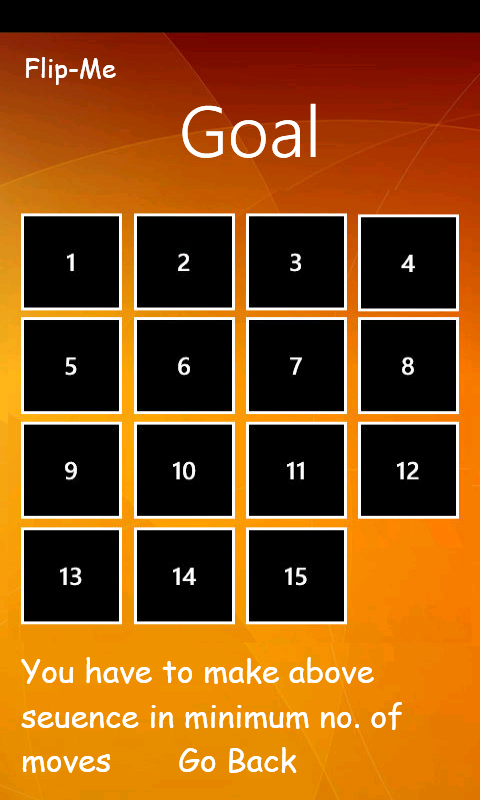 Flip-Me
Goal
1 2 3 4
5 6 7 8
9 10 11 12
13 14 15
You have to make above
seuence in minimum no. of
moves Go Back